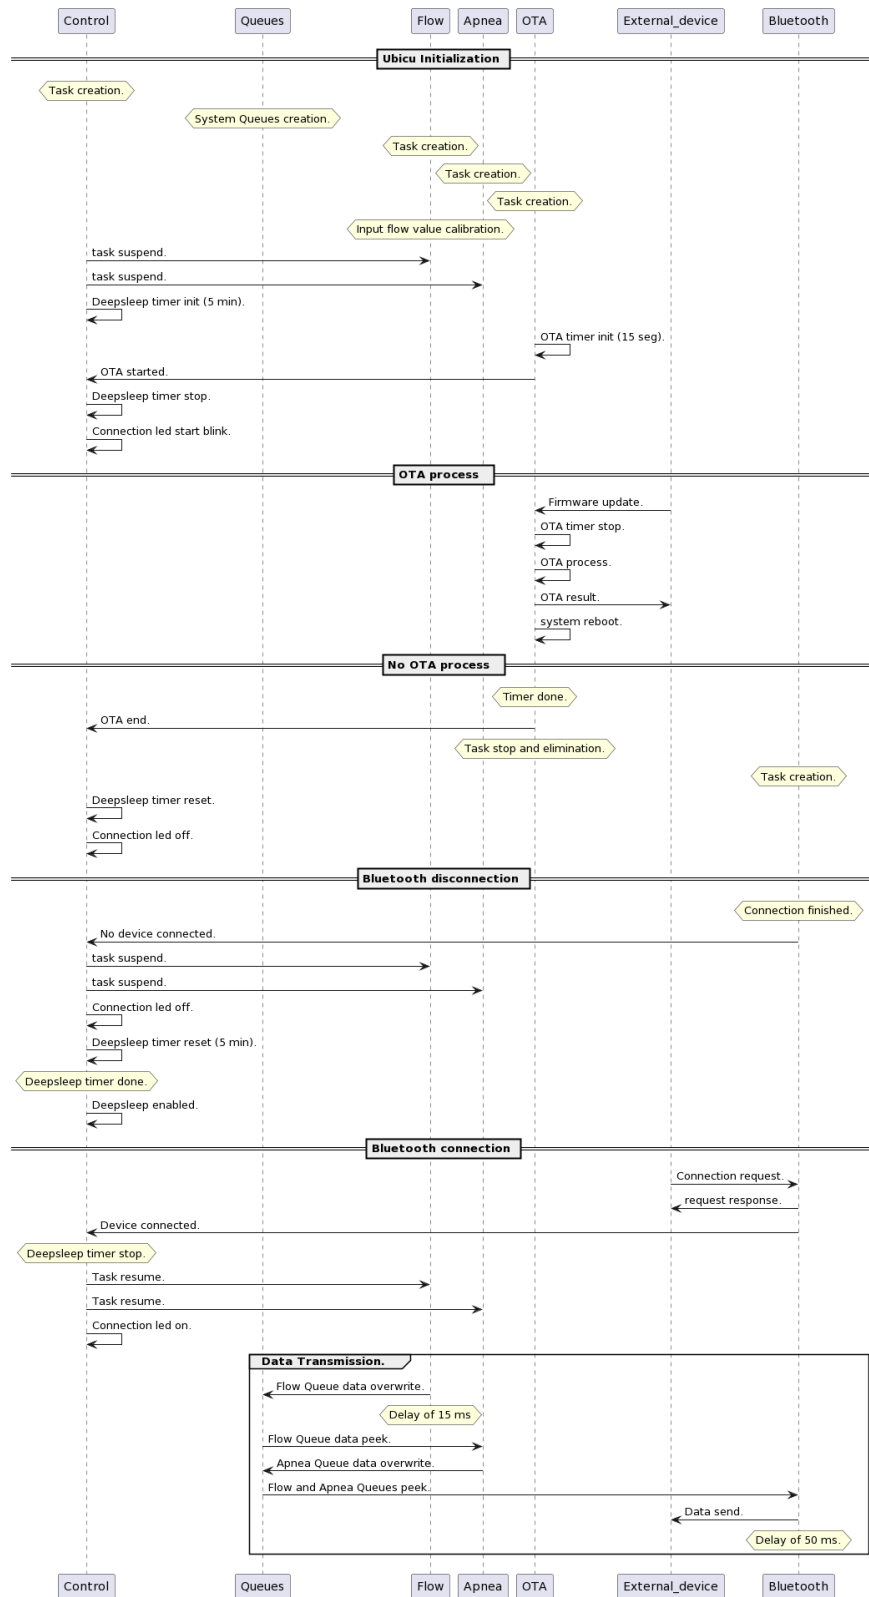 Control Queues Flow Apnea OTA External_device Bluetooth
Ubicu Initialization
Task creation.
System Queues creation.
Task creation.
Task creation.
Task creation.
Input flow value calibration.
task suspend.
task suspend.
Deepsleep timer init (5 min).
OTA timer init (15 seg).
OTA started.
Deepsleep timer stop.
Connection led start blink.
OTA process
Firmware update.
OTA timer stop.
OTA process.
OTA result.
system reboot.
No OTA process
Timer done.
OTA end.
Task stop and elimination.
Task creation.
Deepsleep timer reset.
Connection led off.
Bluetooth disconnection
Connection finished.
No device connected.
task suspend.
task suspend.
Connection led off.
Deepsleep timer reset (5 min).
Deepsleep timer done.
Deepsleep enabled.
Bluetooth connection
Connection request.
request response.
Device connected.
Deepsleep timer stop.
Task resume.
Task resume.
Connection led on.
Data Transmission.
Flow Queue data overwrite.
Delay of 15 ms
Flow Queue data peek.
Apnea Queue data overwrite.
Flow and Apnea Queues peek.
Data send.
Delay of 50 ms.
Control Queues Flow Apnea OTA External_device Bluetooth